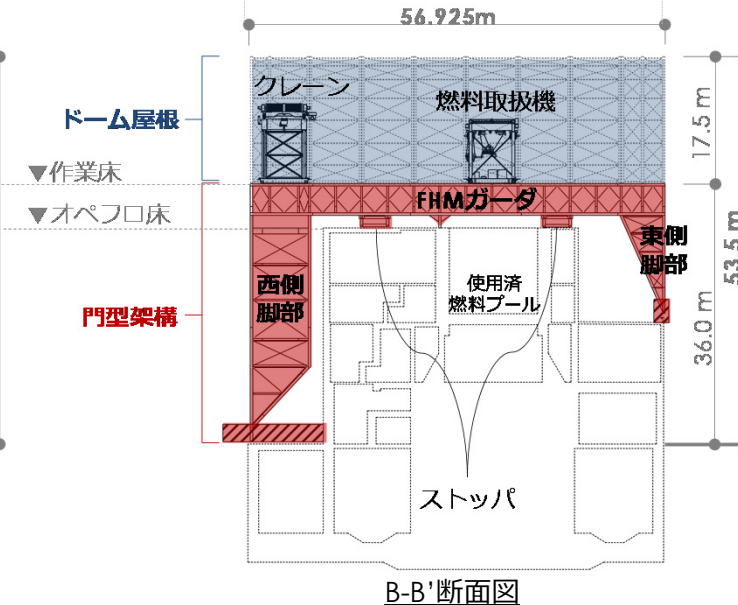 56.925m
クレーン
燃料取扱機
ドーム屋根
17.5 m
▼作業床
FHMガーダ
▼オペフロ床
東側
脚部
53.5 m
西側
脚部
使用済
燃料プール
門型架構
36.0 m
ストッパ
B-B'断面図